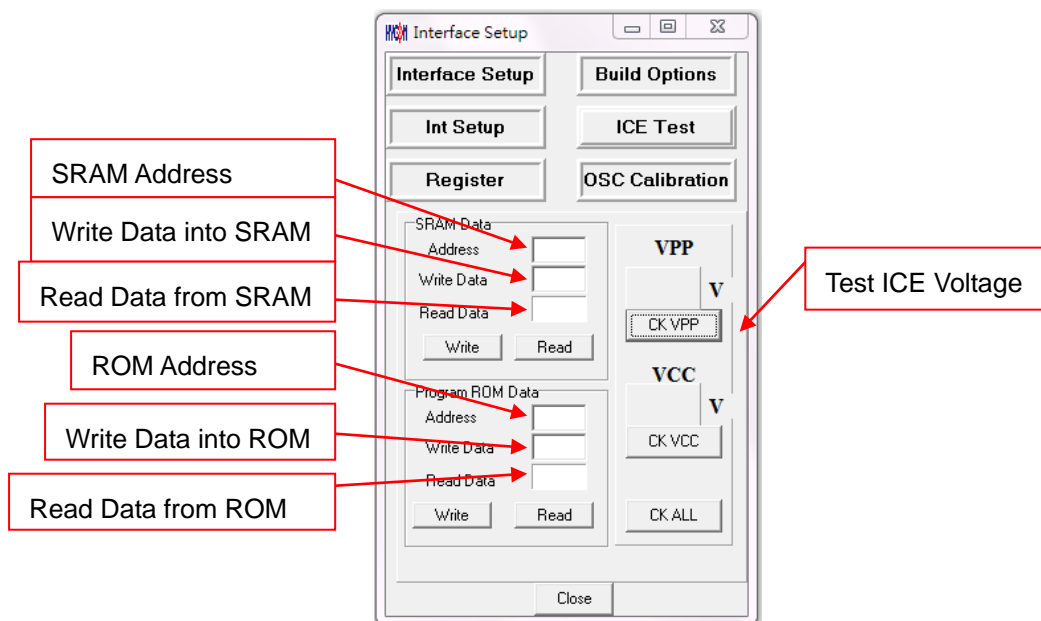 HYCON Interface Setup
Interface Setup
Build Options
Int Setup
ICE Test
Register
OSC Calibration
SRAM Address
Write Data into SRAM
Read Data from SRAM
ROM Address
Write Data into ROM
Read Data from ROM
SRAM Data
Address
Write Data
Read Data
Write
Read
Program ROM Data
Address
Write Data
Read Data
Write
Read
VPP
V
CK VPP
VCC
V
CK VCC
CK ALL
Test ICE Voltage
Close